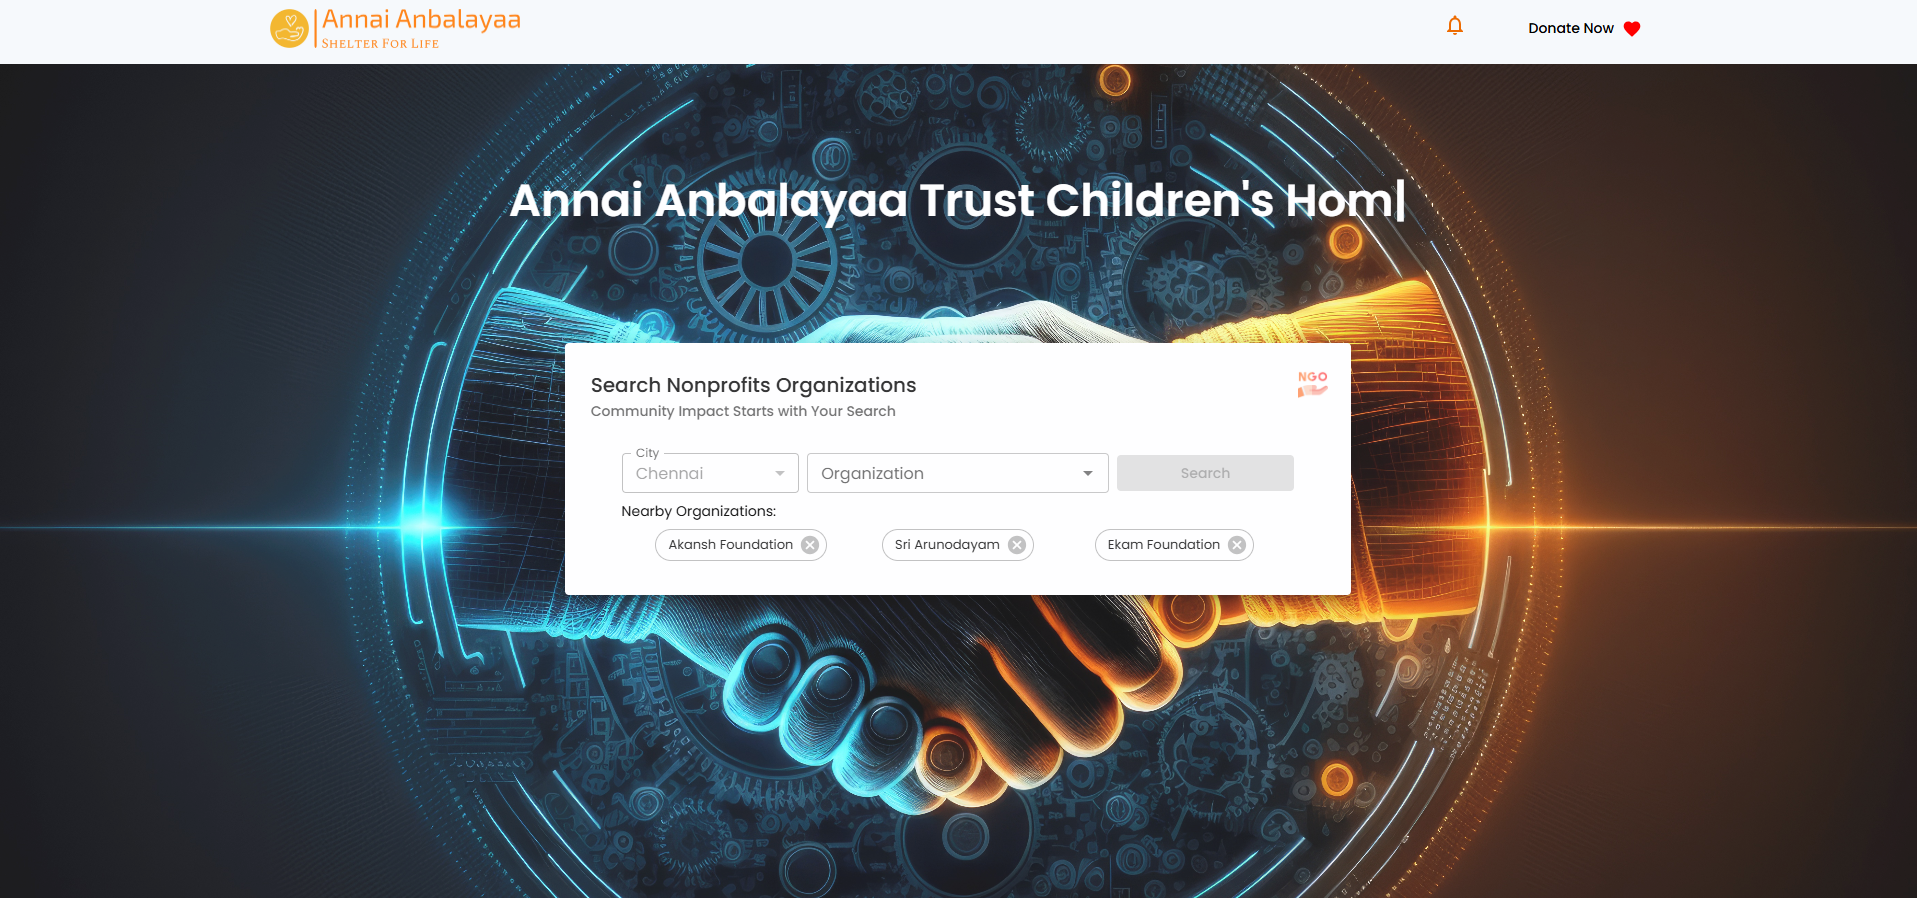 Annai Anbalayaa
SHELTER FOR LIFE
Donate Now
Annai Anbalayaa Trust Children's Hom|
Search Nonprofits Organizations
NGO
Community Impact Starts with Your Search
City
Chennai
Organization
Search
Nearby Organizations:
Akansh Foundation
Sri Arunodayam
Ekam Foundation